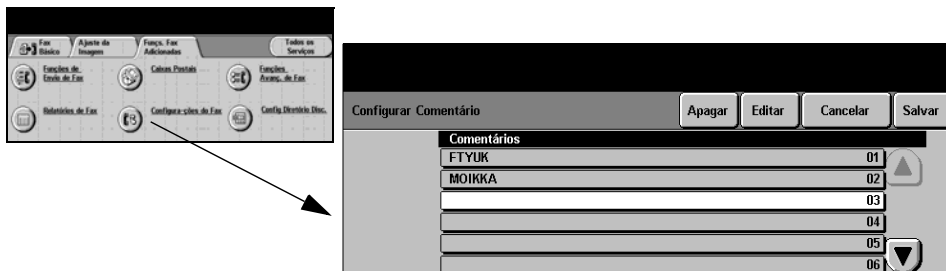 Fax Básico
Ajuste da Imagem
Funçs. Fax Adicionadas
Todos os Serviços
Funções de Envio de Fax
Caixas Postais
Funções Avanç. de Fax
Relatórios de Fax
Configura-ções do Fax
Config Diretório Disc.
Configurar Comentário
Apagar
Editar
Cancelar
Salvar
Comentários
FTYUK 01
MOIKKA 02
03
04
05
06